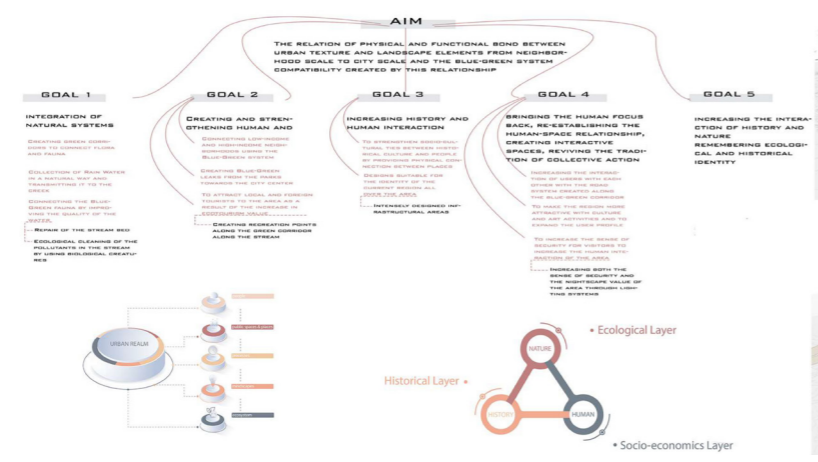 AIM
THE RELATION OF PHYSICAL AND FUNCTIONAL BOND BETWEEN
URBAN TEXTURE AND LANDSCAPE ELEMENTS FROM NEIGHBOR-
HOOD SCALE TO CITY SCALE AND THE BLUE-GREEN SYSTEM
COMPATIBILITY CREATED BY THIS RELATIONSHIP
GOAL 1
INTEGRATION OF
NATURAL SYSTEMS
CREATING GREEN CORRI-
DORS TO CONNECT FLORA
AND FAUNA
COLLECTION OF RAIN WATER
IN A NATURAL WAY AND
TRANSMITTING IT TO THE
CREEK
CONNECTING THE BLUE-
GREEN FAUNA BY IMPRO-
VING THE QUALITY OF THE
WATER
REPAIR OF THE STREAM BED
ECOLOGICAL CLEANING OF THE
POLLUTANTS IN THE STREAM
BY USING BIOLOGICAL CREATU-
RES
GOAL 2
CREATING AND STREN-
GTHENING HUMAN AND
CONNECTING LOW-INCOME
AND HIGH-INCOME NEIGH-
BORHOODS UPON THE
BLUE-GREEN SYSTEM
CREATING BLUE-GREEN
LEAKS FROM THE PARKS
TOWARDS THE CITY CENTER
TO ATTRACT LOCAL AND FOREIGN
TOURISTS TO THE AREA AS A
RESULT OF THE INCREASE IN
ECOTOURISM VALUE
CREATING RECREATION POINTS
ALONG THE GREEN CORRIDOR
ALONG THE STREAM
GOAL 3
INCREASING HISTORY AND
HUMAN INTERACTION
TO STRENGTHEN SOCIO-CUL-
TURAL TIES BETWEEN HISTO-
RICAL CULTURE AND PEOPLE
BY PROVIDING PHYSICAL CON-
NECTION BETWEEN PLACES
DESIGNS SUITABLE FOR
THE IDENTITY OF THE
CURRENT REGION ALL
OVER THE AREA
INTENSELY DESIGNED INF-
RASTRUCTURAL AREAS
GOAL 4
BRINGING THE HUMAN FOCUS
BACK, RE-ESTABLISHING THE
HUMAN-SPACE RELATIONSHIP,
CREATING INTERACTIVE
SPACES, REVIVING THE TRADI-
TION OF COLLECTIVE ACTION
INCREASING THE INTERAC-
TION OF USERS WITH EACH
OTHER WITH THE ROAD
SYSTEM CREATED ALONG
THE BLUE-GREEN CORRIDOR
TO MAKE THE REGION MORE
ATTRACTIVE WITH CULTURE
AND ART ACTIVITIES AND TO
EXPAND THE USER PROFILE
TO INCREASE THE SENSE OF
SECURITY FOR VISITORS TO
INCREASE THE HUMAN INTE-
RACTION OF THE AREA
INCREASING BOTH THE
SENSE OF SECURITY AND
THE NIGHTSCAPE VALUE OF
THE AREA THROUGH LIGH-
TING SYSTEMS
GOAL 5
INCREASING THE INTERA-
CTION OF HISTORY AND
NATURE
REMEMBERING ECOLOGI-
CAL AND HISTORICAL
IDENTITY
URBAN REALM
NATURE
HISTORY
HUMAN
• Ecological Layer
Historical Layer •
• Socio-economics Layer